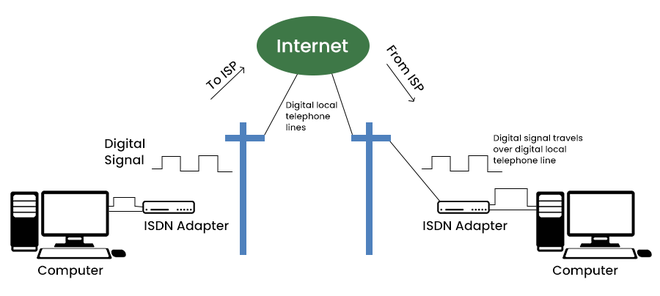 Internet
To ISP
From ISP
Digital local
telephone
lines
Digital
Signal
Digital signal travels
over digital local
telephone line
ISDN Adapter
ISDN Adapter
Computer
Computer